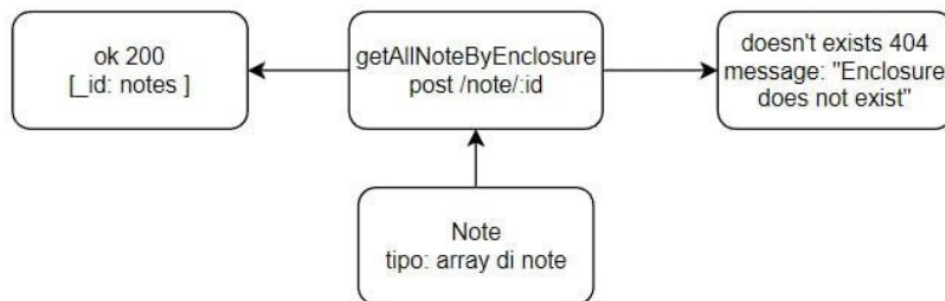 ok 200
[_id: notes ]
getAllNoteByEnclosure
post /note/:id
doesn't exists 404
message: "Enclosure
does not exist"
Note
tipo: array di note